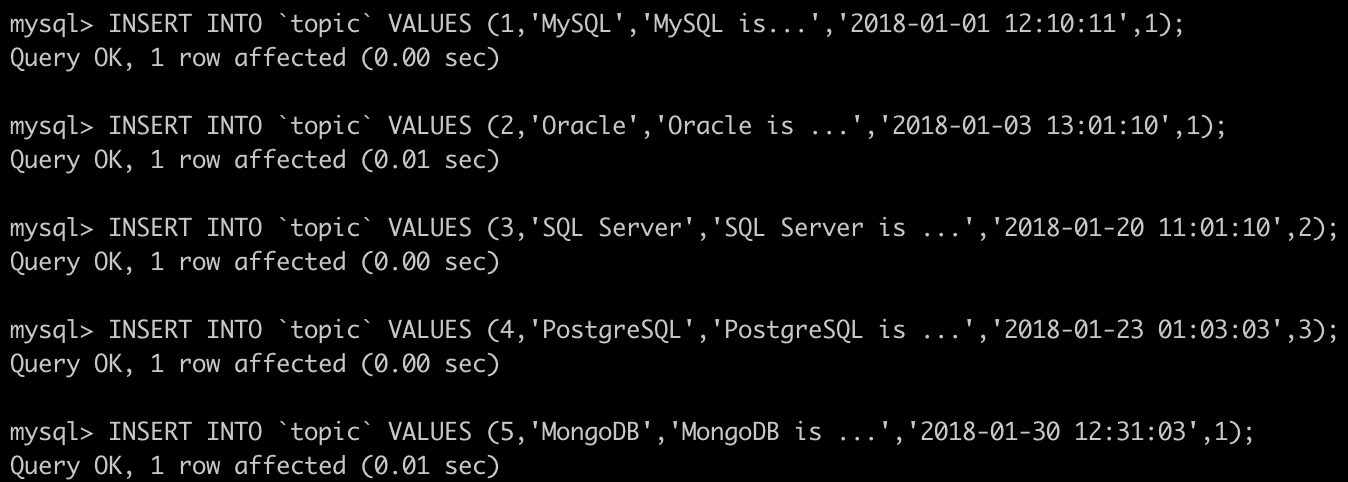 mysql> INSERT INTO `topic` VALUES (1,'MySQL','MySQL is...','2018-01-01 12:10:11',1);
Query OK, 1 row affected (0.00 sec)
mysql> INSERT INTO `topic` VALUES (2,'Oracle','Oracle is ...','2018-01-03 13:01:10',1);
Query OK, 1 row affected (0.01 sec)
mysql> INSERT INTO `topic` VALUES (3,'SQL Server','SQL Server is ...','2018-01-20 11:01:10',2);
Query OK, 1 row affected (0.00 sec)
mysql> INSERT INTO `topic` VALUES (4,'PostgreSQL','PostgreSQL is ...','2018-01-23 01:03:03',3);
Query OK, 1 row affected (0.00 sec)
mysql> INSERT INTO `topic` VALUES (5,'MongoDB','MongoDB is ...','2018-01-30 12:31:03',1);
Query OK, 1 row affected (0.01 sec)